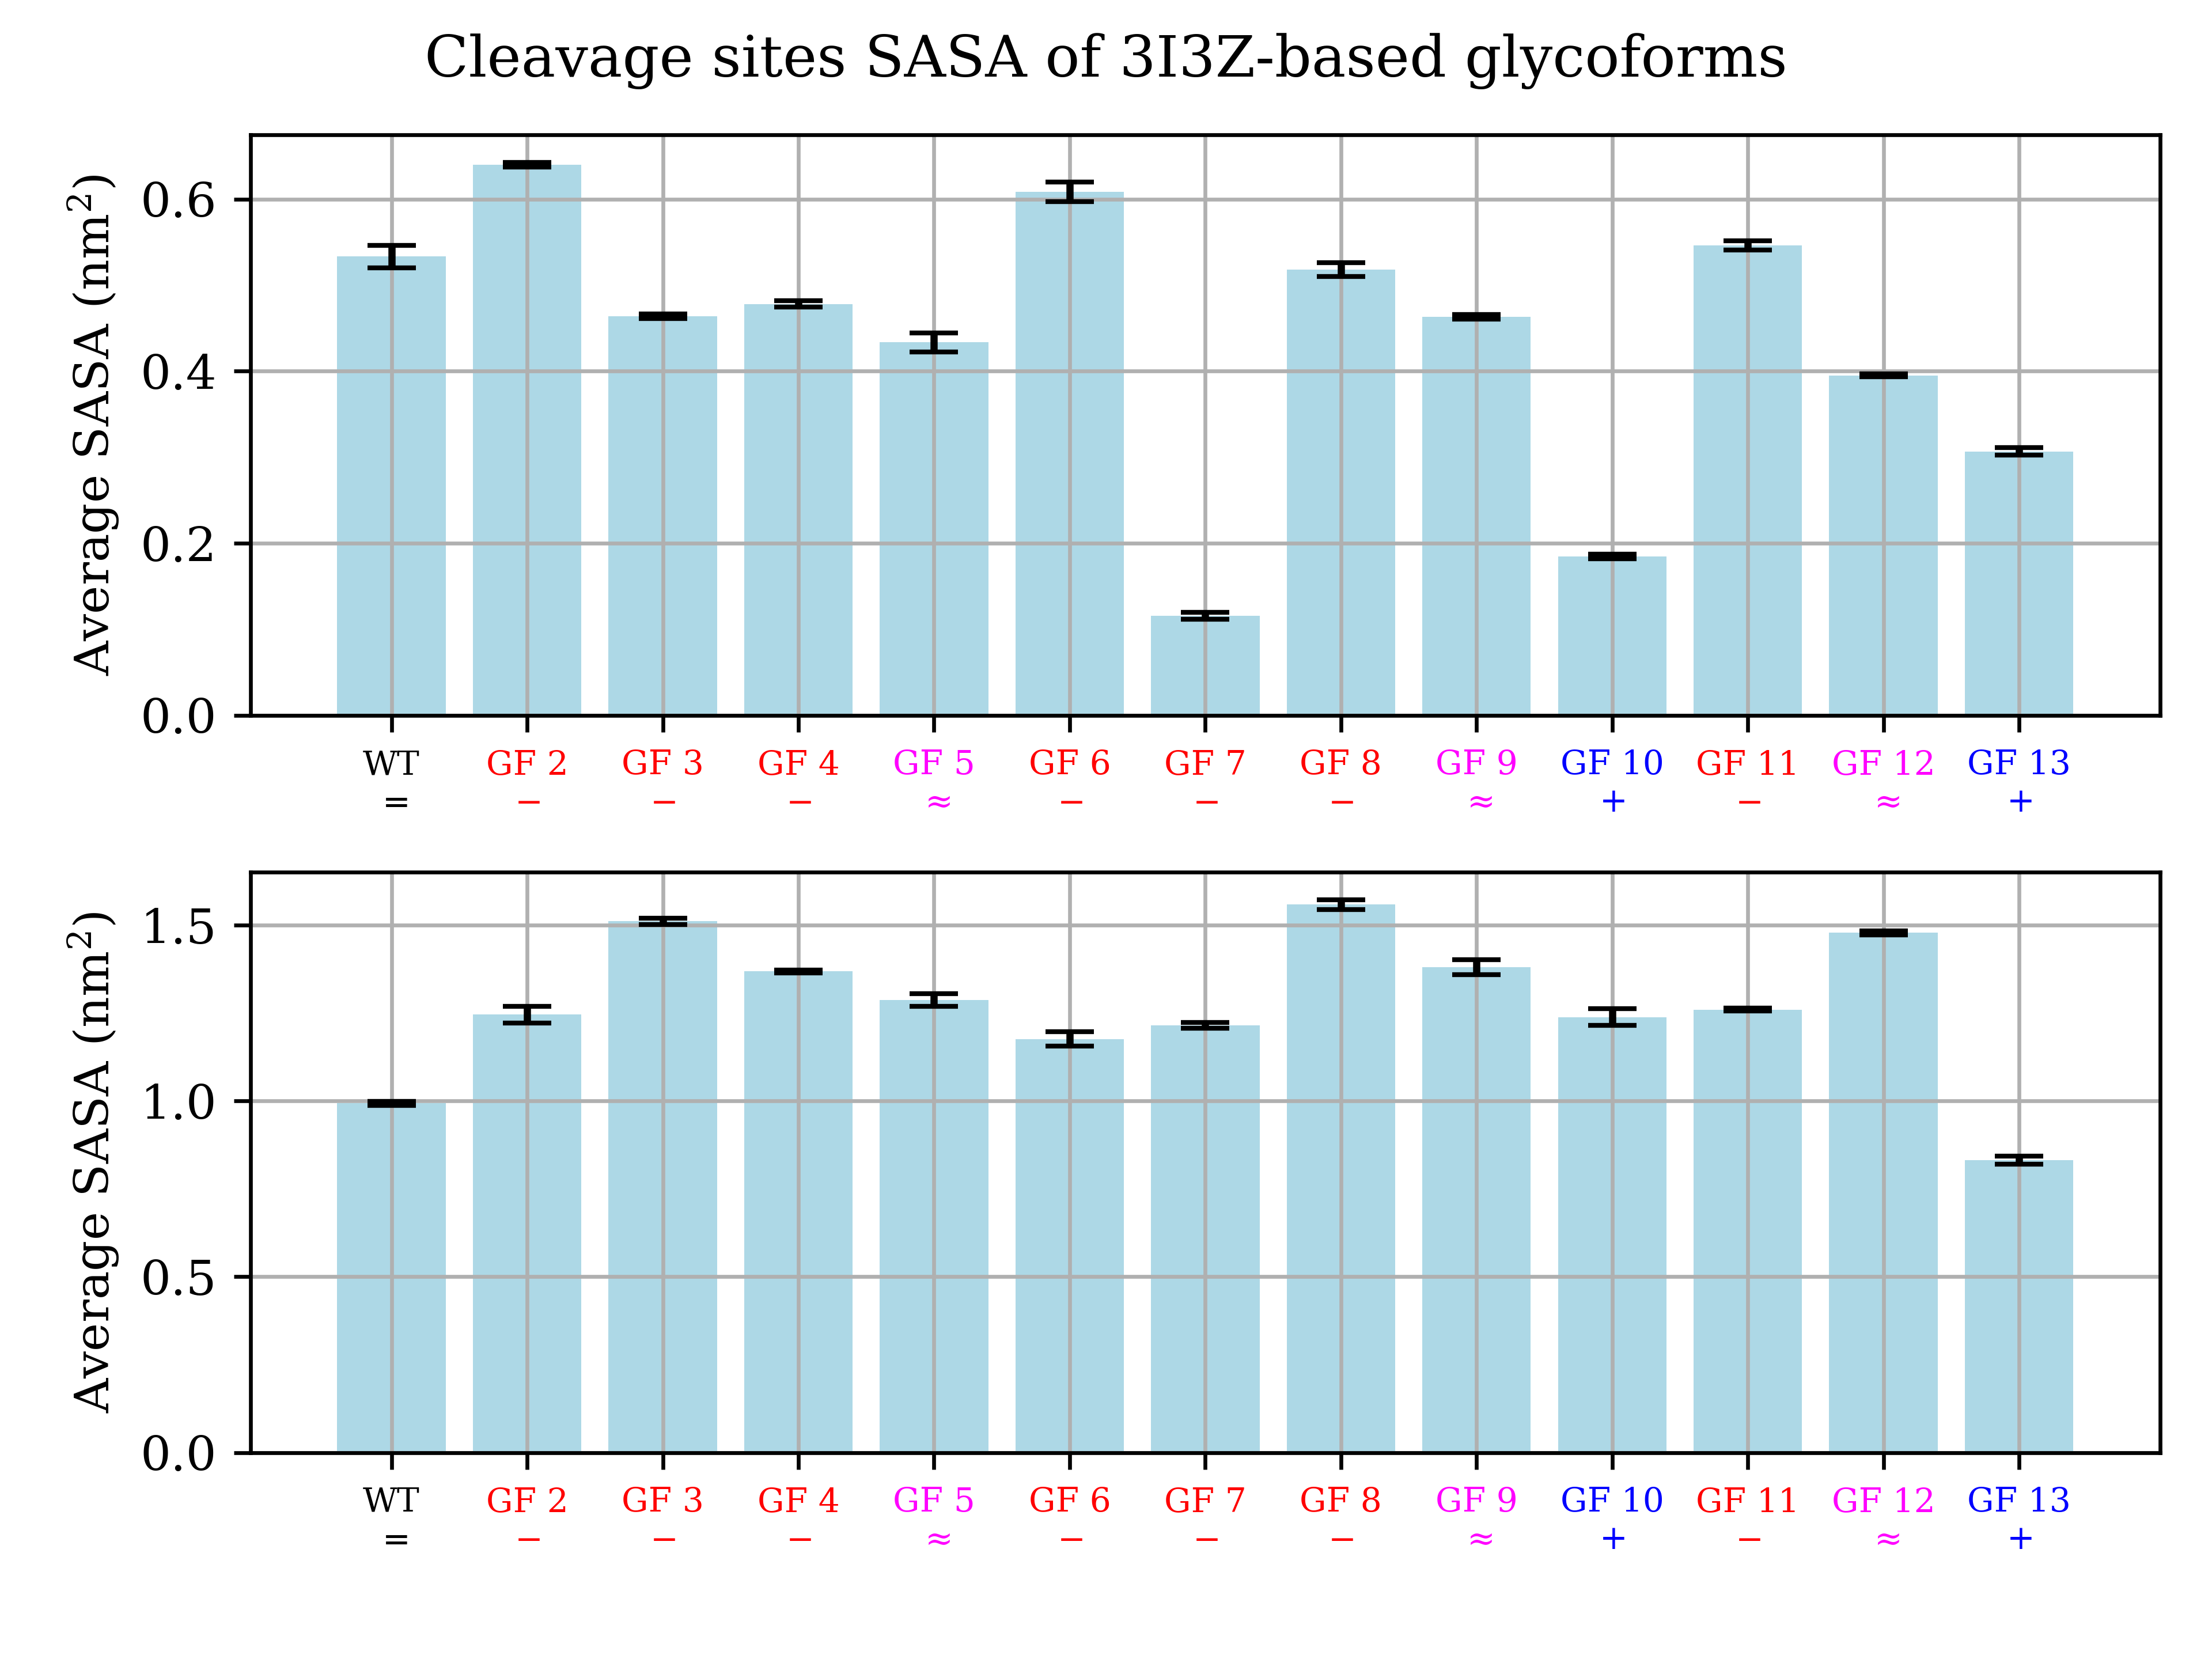 Cleavage sites SASA of 3I3Z-based glycoforms
Average SASA (nm²)
0.6
0.4
0.2
0.0
WT GF 2 GF 3 GF 4 GF 5 GF 6 GF 7 GF 8 GF 9 GF 10 GF 11 GF 12 GF 13
= − − − ≈ − − − ≈ + − ≈ +
Average SASA (nm²)
1.5
1.0
0.5
0.0
WT GF 2 GF 3 GF 4 GF 5 GF 6 GF 7 GF 8 GF 9 GF 10 GF 11 GF 12 GF 13
= − − − ≈ − − − ≈ + − ≈ +